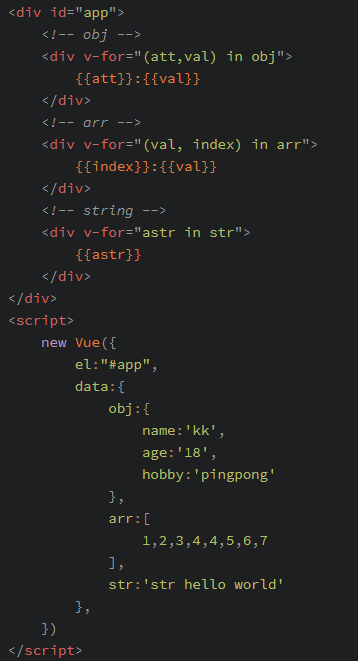 <div id="app">
    <!-- obj -->
    <div v-for="(att,val) in obj">
        {{att}}:{{val}}
    </div>
    <!-- arr -->
    <div v-for="(val, index) in arr">
        {{index}}:{{val}}
    </div>
    <!-- string -->
    <div v-for="astr in str">
        {{astr}}
    </div>
</div>
<script>
    new Vue({
        el:"#app",
        data:{
            obj:{
                name:'kk',
                age:'18',
                hobby:'pingpong'
            },
            arr:[
                1,2,3,4,4,5,6,7
            ],
            str:'str hello world'
        },
    })
</script>